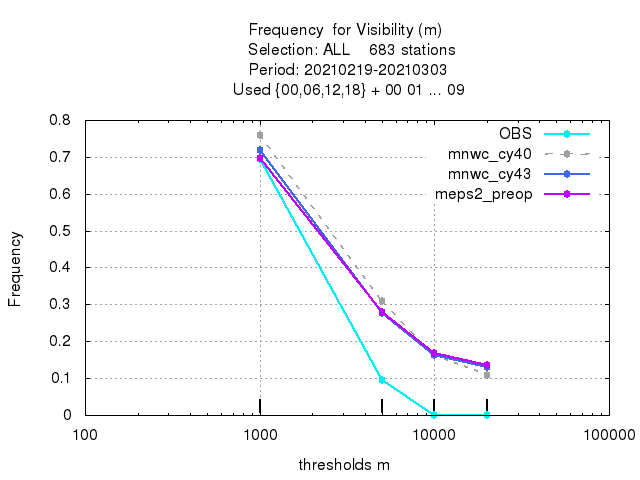 Frequency  for Visibility (m)
Selection: ALL    683 stations
Period: 20210219-20210303
Used {00,06,12,18} + 00 01 ... 09
OBS
mnwc_cy40
mnwc_cy43
meps2_preop
0.8
0.7
0.6
0.5
0.4
0.3
0.2
0.1
0
Frequency
100
1000
10000
100000
thresholds m